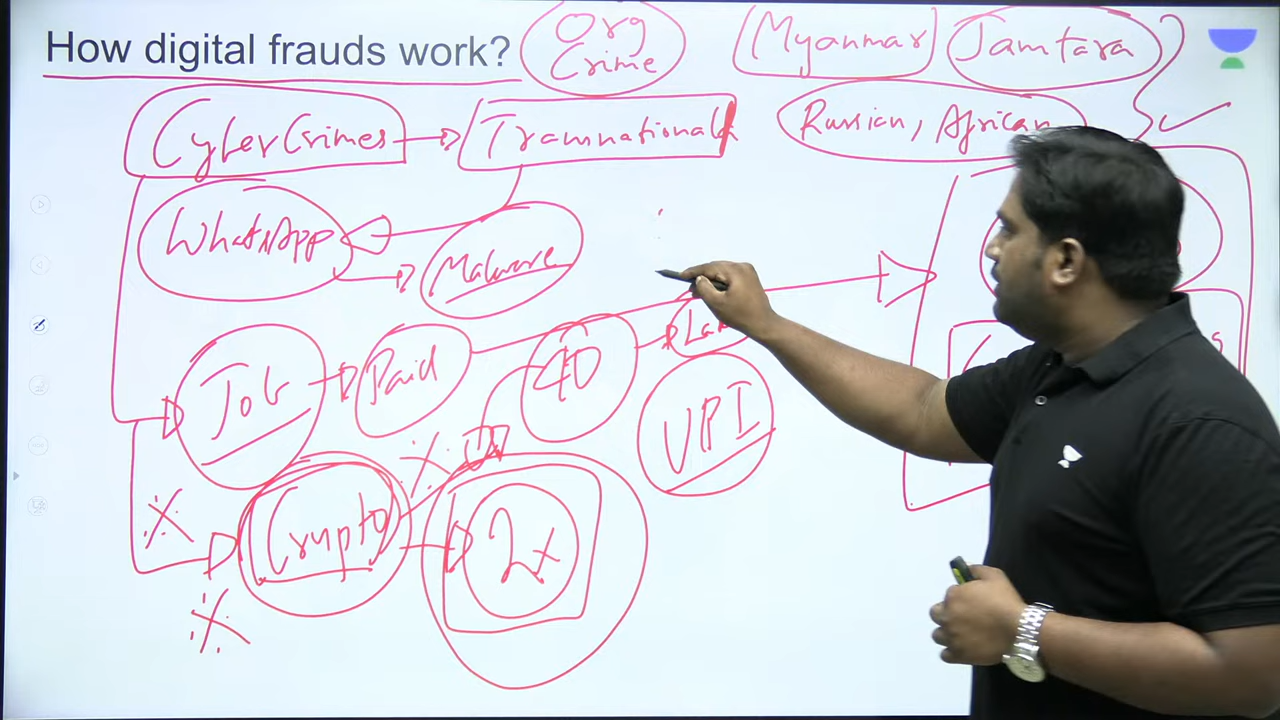 How digital frauds work?
Org
Crime
Myanmar
Jamtara
CyberCrimes
Transnational
Russian, African
WhatsApp
Malware
Job
Paid
40
UPI
Crypto
2x